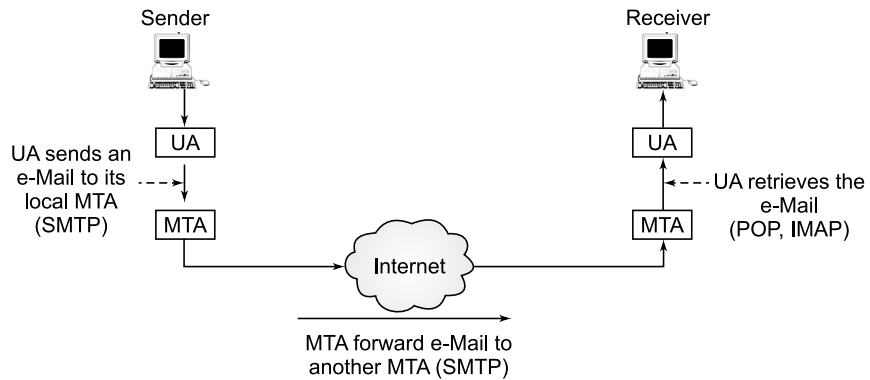 Sender
Receiver
UA
UA
UA sends an
e-Mail to its
local MTA
(SMTP)
UA retrieves the
e-Mail
(POP, IMAP)
MTA
MTA
Internet
MTA forward e-Mail to
another MTA (SMTP)